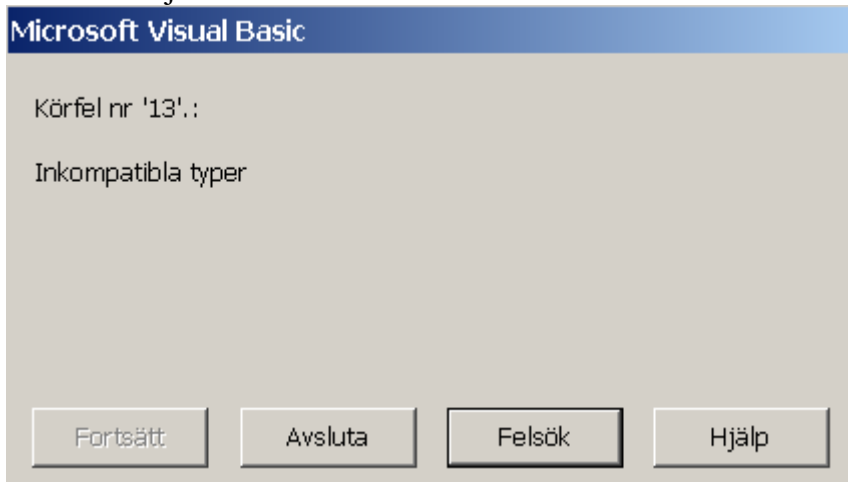 Microsoft Visual Basic
Körfel nr '13'.:
Inkompatibla typer
Fortsätt Avsluta Felsök Hjälp